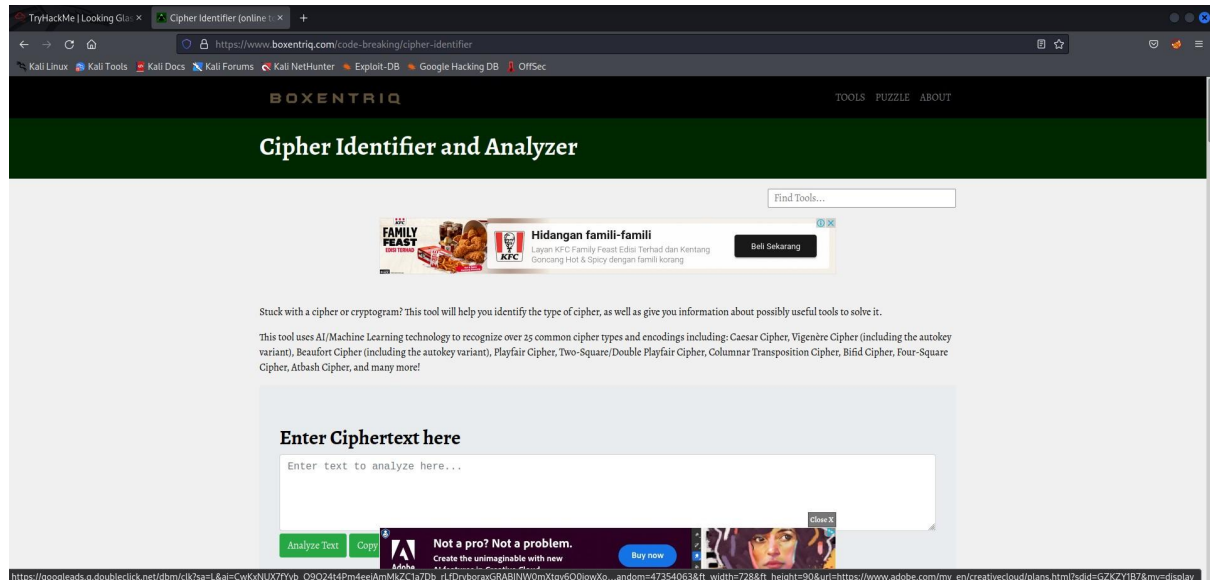 TryHackMe | Looking Gla
Cipher Identifier (online t
https://www.boxentriq.com/code-breaking/cipher-identifier
Kali Linux Kali Tools Kali Docs Kali Forums Kali NetHunter Exploit-DB Google Hacking DB OffSec
BOXENTRIQ
TOOLS PUZZLE ABOUT
Cipher Identifier and Analyzer
Find Tools...
FAMILY
FEAST
KFC
Hidangan famili-famili
Layan KFC Family Feast Edisi Terhad dan Kentang
Goncang Hot & Spicy dengan famili korang
Beli Sekarang
Stuck with a cipher or cryptogram? This tool will help you identify the type of cipher, as well as give you information about possibly useful tools to solve it.
This tool uses AI/Machine Learning technology to recognize over 25 common cipher types and encodings including: Caesar Cipher, Vigenère Cipher (including the autokey
variant), Beaufort Cipher (including the autokey variant), Playfair Cipher, Two-Square/Double Playfair Cipher, Columnar Transposition Cipher, Bifid Cipher, Four-Square
Cipher, Atbash Cipher, and many more!
Enter Ciphertext here
Enter text to analyze here...
Close X
Analyze Text
Copy
Adobe
Not a pro? Not a problem.
Create the unimaginable with new
Buy now